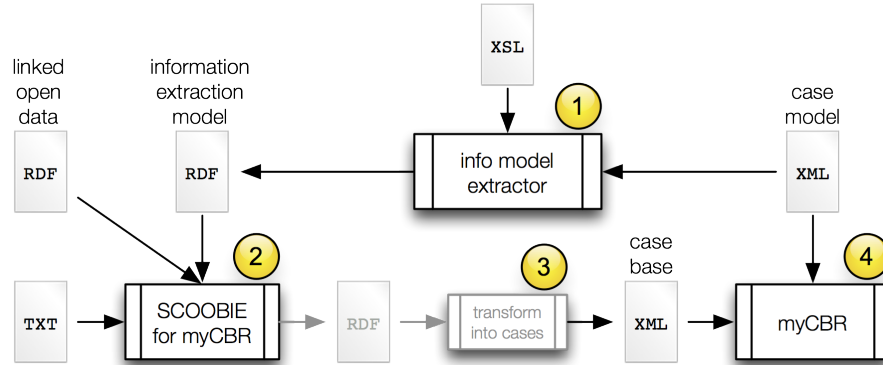 XSL
linked
open
data
information
extraction
model
1
case
model
RDF
RDF
info model
extractor
XML
2
3
case
base
4
TXT
SCOOBIE
for myCBR
RDF
transform
into cases
XML
myCBR